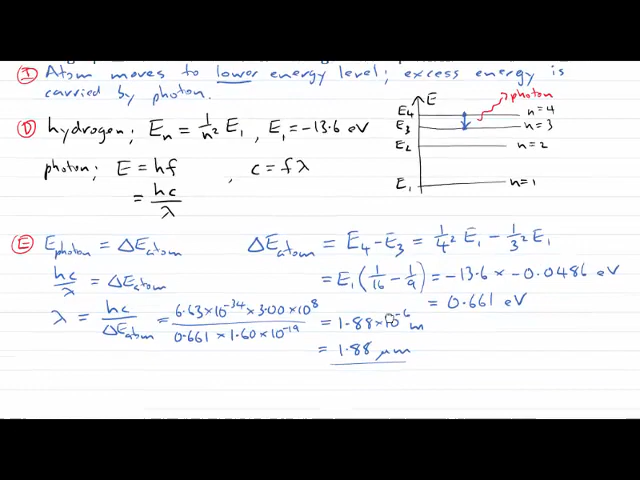 Ⓘ Atom moves to lower energy level; excess energy is
carried by photon.
Ⓓ hydrogen; Eₙ = 1/n² E₁, E₁ = -13.6 eV
photon; E = hf, c = fλ
= hc/λ
E
photon
E₄ n=4
E₃ n=3
E₂ n=2
E₁ n=1
Ⓔ E_photon = ΔE_atom
hc/λ = ΔE_atom
λ = hc/ΔE_atom = 6.63×10⁻³⁴ × 3.00×10⁸ / 0.661 × 1.60×10⁻¹⁹ = 1.88×10⁻⁶ m
= 1.88 μm
ΔE_atom = E₄ - E₃ = 1/4² E₁ - 1/3² E₁
= E₁ (1/16 - 1/9) = -13.6 × -0.0486 eV
= 0.661 eV